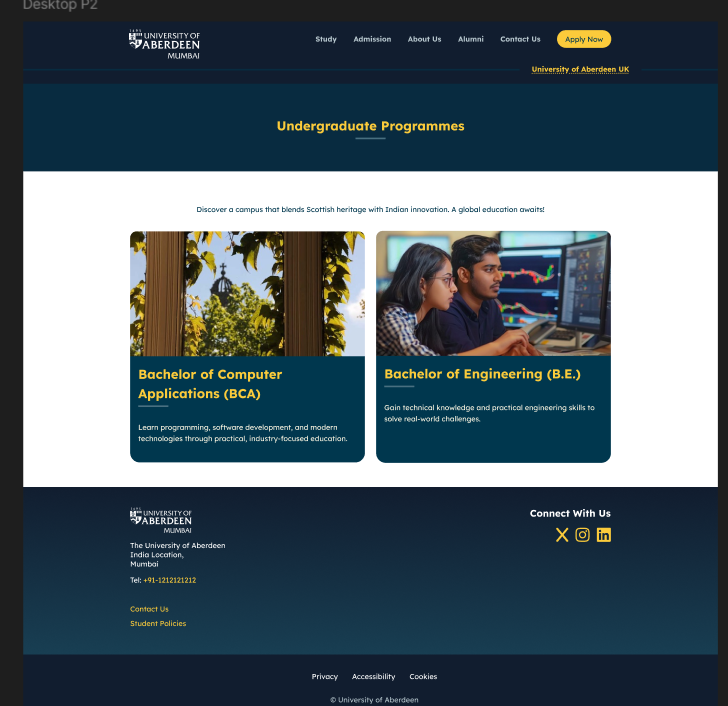 Desktop P2
1495
UNIVERSITY OF
ABERDEEN
MUMBAI
Study Admission About Us Alumni Contact Us Apply Now
University of Aberdeen UK
Undergraduate Programmes
Discover a campus that blends Scottish heritage with Indian innovation. A global education awaits!
Bachelor of Computer
Applications (BCA)
Learn programming, software development, and modern
technologies through practical, industry-focused education.
Bachelor of Engineering (B.E.)
Gain technical knowledge and practical engineering skills to
solve real-world challenges.
1495
UNIVERSITY OF
ABERDEEN
MUMBAI
The University of Aberdeen
India Location,
Mumbai
Tel: +91-1212121212
Contact Us
Student Policies
Connect With Us
Privacy Accessibility Cookies
© University of Aberdeen